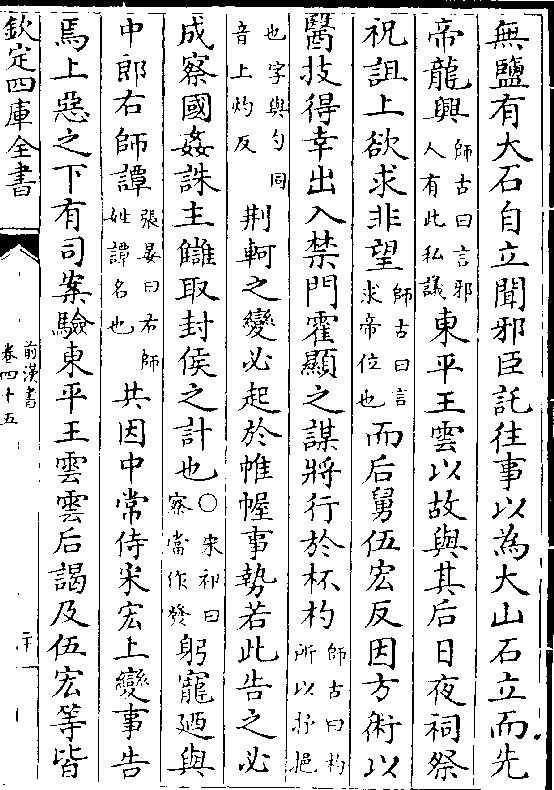 無鹽有大石自立聞邪臣託往事以為大山石立而先
帝龍興師古曰言邪人有此私議東平王雲以故與其后日夜祠祭
祝詛上欲求非望師古曰言求帝位也而后舅伍宏反因方術以
醫技得幸出入禁門霍顯之謀將行於杯杓師古曰杓所以抒挹
也字與勺同音上灼反荆軻之變必起於帷幄事勢若此告之必
成察國姦誅主讎取封侯之計也○宋祁曰察當作發躬寵廼與
中郎右師譚張晏曰右師姓譚名也共因中常侍宋宏上變事告
焉上惡之下有司案驗東平王雲雲后謁及伍宏等皆
欽定四庫全書
前漢書
卷四十五